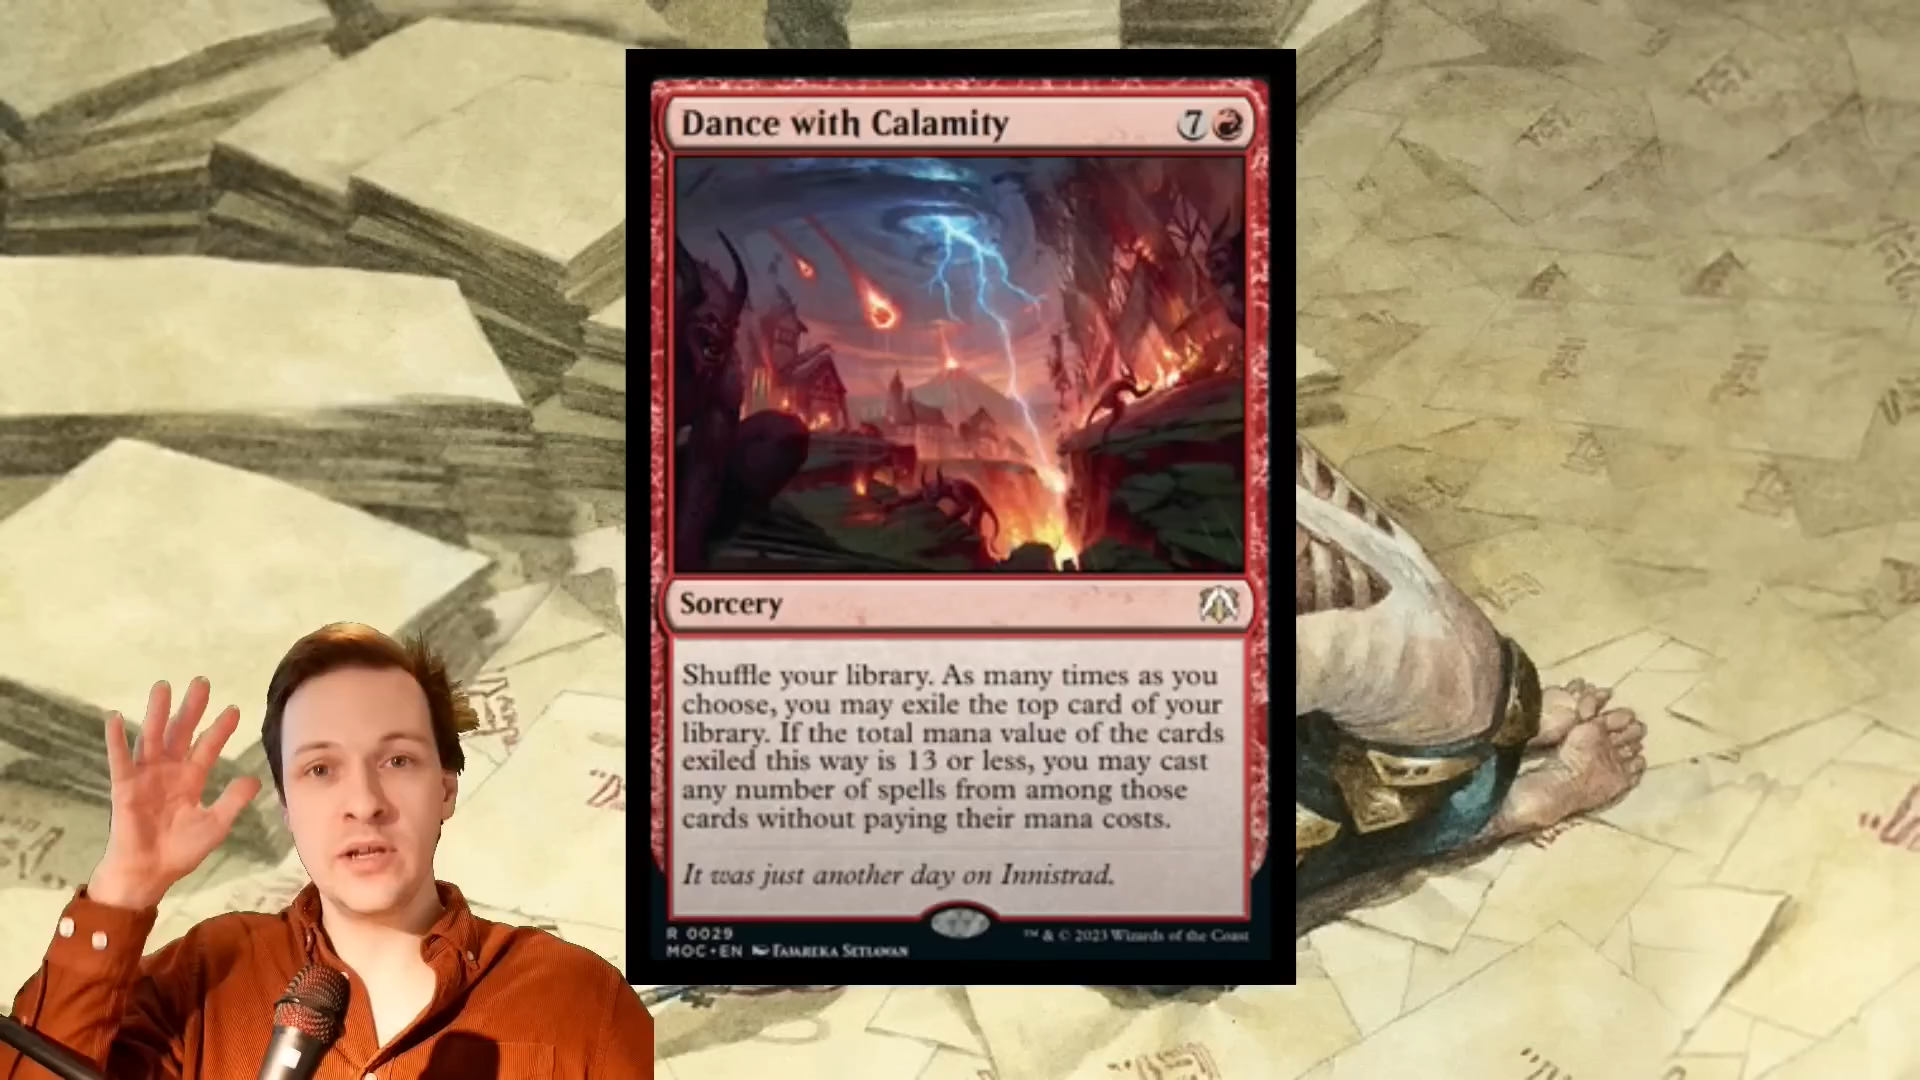 Dance with Calamity 7
Sorcery
Shuffle your library. As many times as you
choose, you may exile the top card of your
library. If the total mana value of the cards
exiled this way is 13 or less, you may cast
any number of spells from among those
cards without paying their mana costs.
It was just another day on Innistrad.
R 0029
MOC • EN
™ & © 2023 Wizards of the Coast